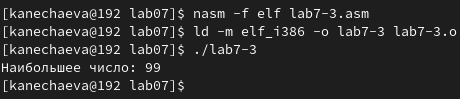 [kanechaeva@192 lab07]$ nasm -f elf lab7-3.asm
[kanechaeva@192 lab07]$ ld -m elf_i386 -o lab7-3 lab7-3.o
[kanechaeva@192 lab07]$ ./lab7-3
Наибольшее число: 99
[kanechaeva@192 lab07]$